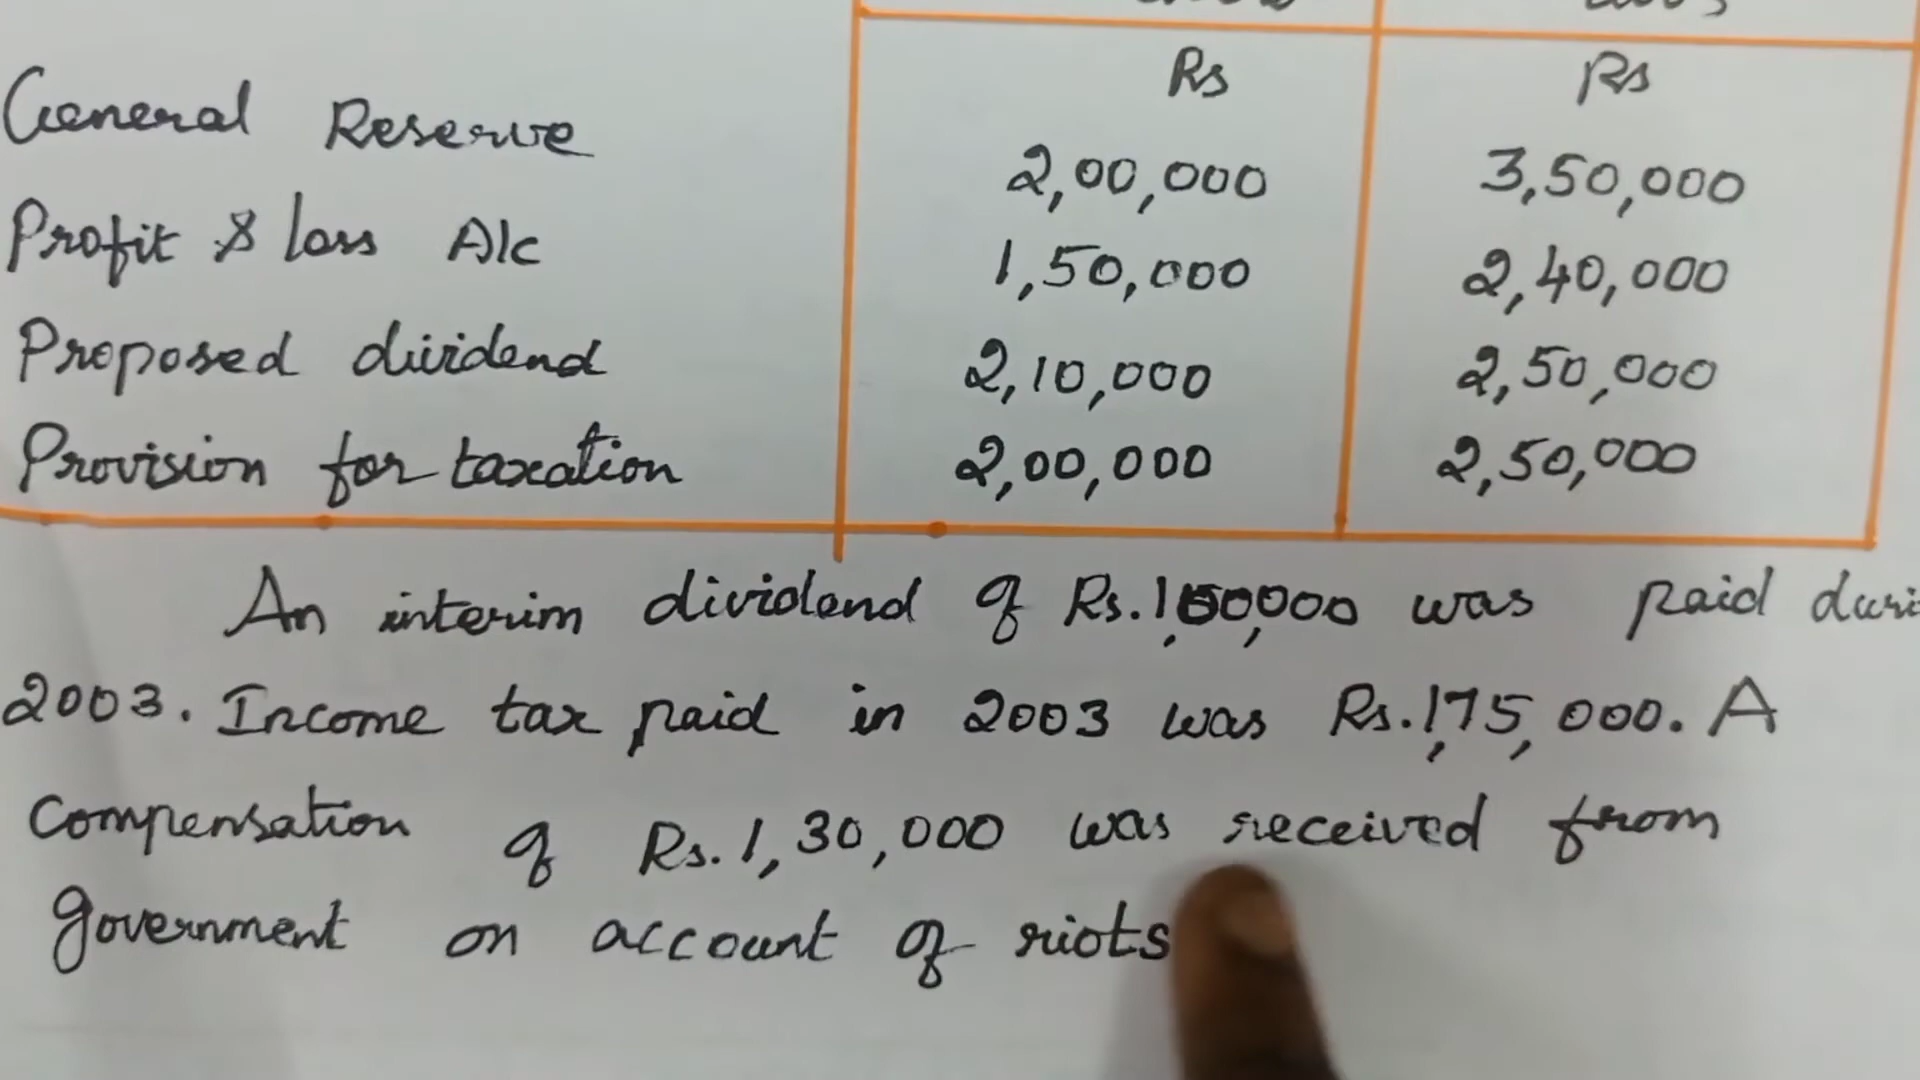 Rs Rs
General Reserve 2,00,000 3,50,000
Profit & loss A/c 1,50,000 2,40,000
Proposed dividend 2,10,000 2,50,000
Provision for taxation 2,00,000 2,50,000
An interim dividend of Rs. was paid duri
2003. Income tax paid in 2003 was Rs.1,75,000. A
compensation of Rs.1,30,000 was received from
government on account of riots